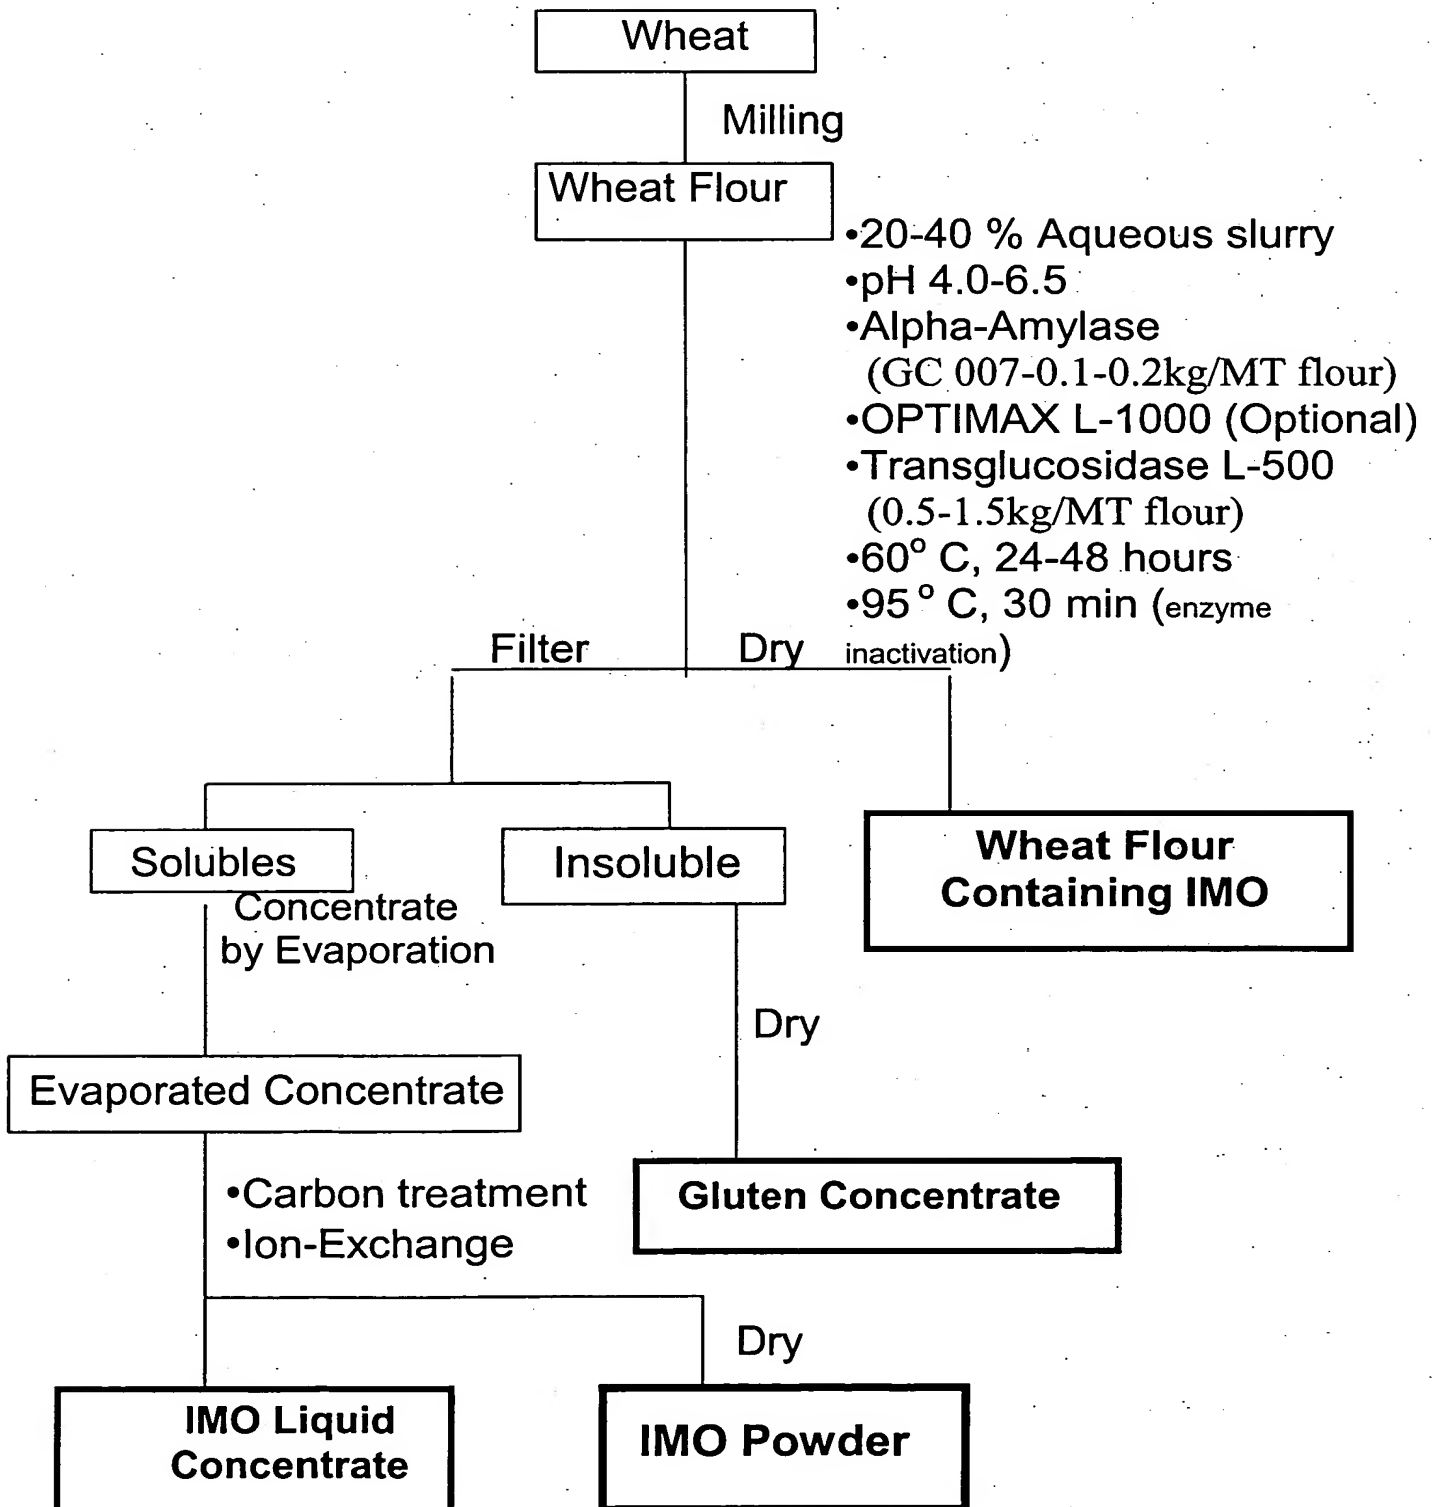 Wheat
Milling
Wheat Flour
•20-40 % Aqueous slurry
•pH 4.0-6.5
•Alpha-Amylase
(GC 007-0.1-0.2kg/MT flour)
•OPTIMAX L-1000 (Optional)
•Transglucosidase L-500
(0.5-1.5kg/MT flour)
•60° C, 24-48 hours
•95° C, 30 min (enzyme
inactivation)
Filter
Dry
Solubles
Insoluble
Wheat Flour
Containing IMO
Concentrate
by Evaporation
Dry
Evaporated Concentrate
•Carbon treatment
•Ion-Exchange
Gluten Concentrate
Dry
IMO Liquid
Concentrate
IMO Powder